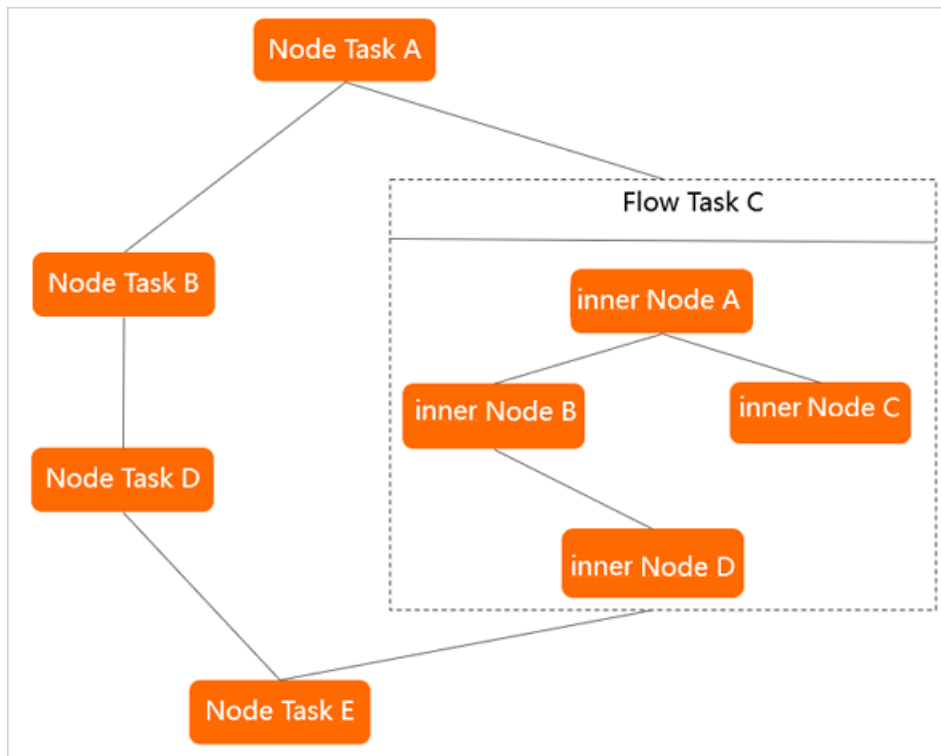 Node Task A
Flow Task C
Node Task B
inner Node A
inner Node B
inner Node C
Node Task D
inner Node D
Node Task E